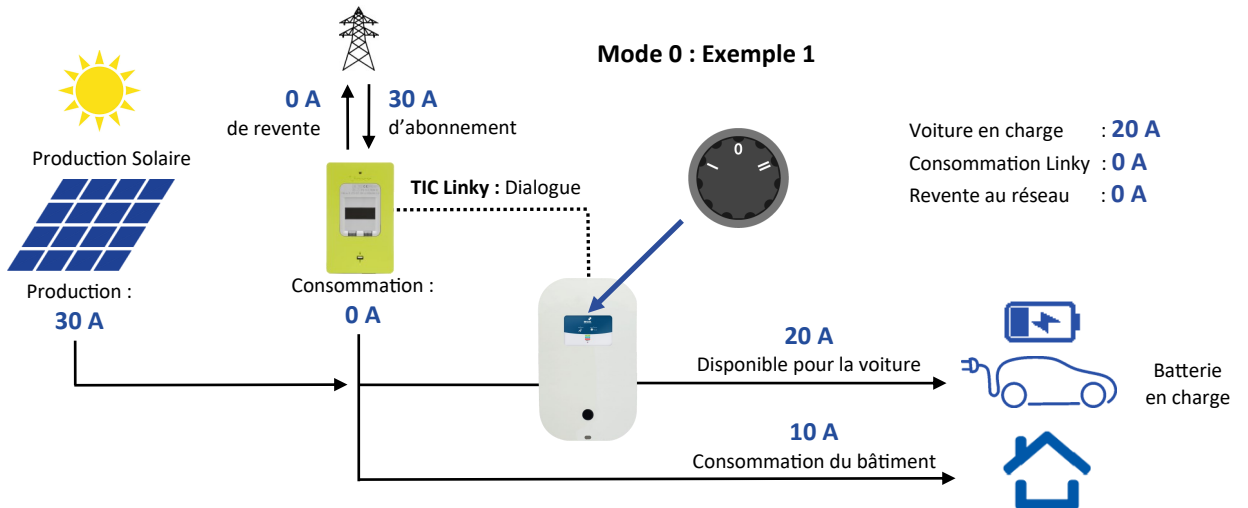 Mode 0 : Exemple 1
0 A
de revente
30 A
d’abonnement
Production Solaire
TIC Linky : Dialogue
0
I
II
Voiture en charge : 20 A
Consommation Linky : 0 A
Revente au réseau : 0 A
Production :
30 A
Consommation :
0 A
20 A
Disponible pour la voiture
Batterie
en charge
10 A
Consommation du bâtiment